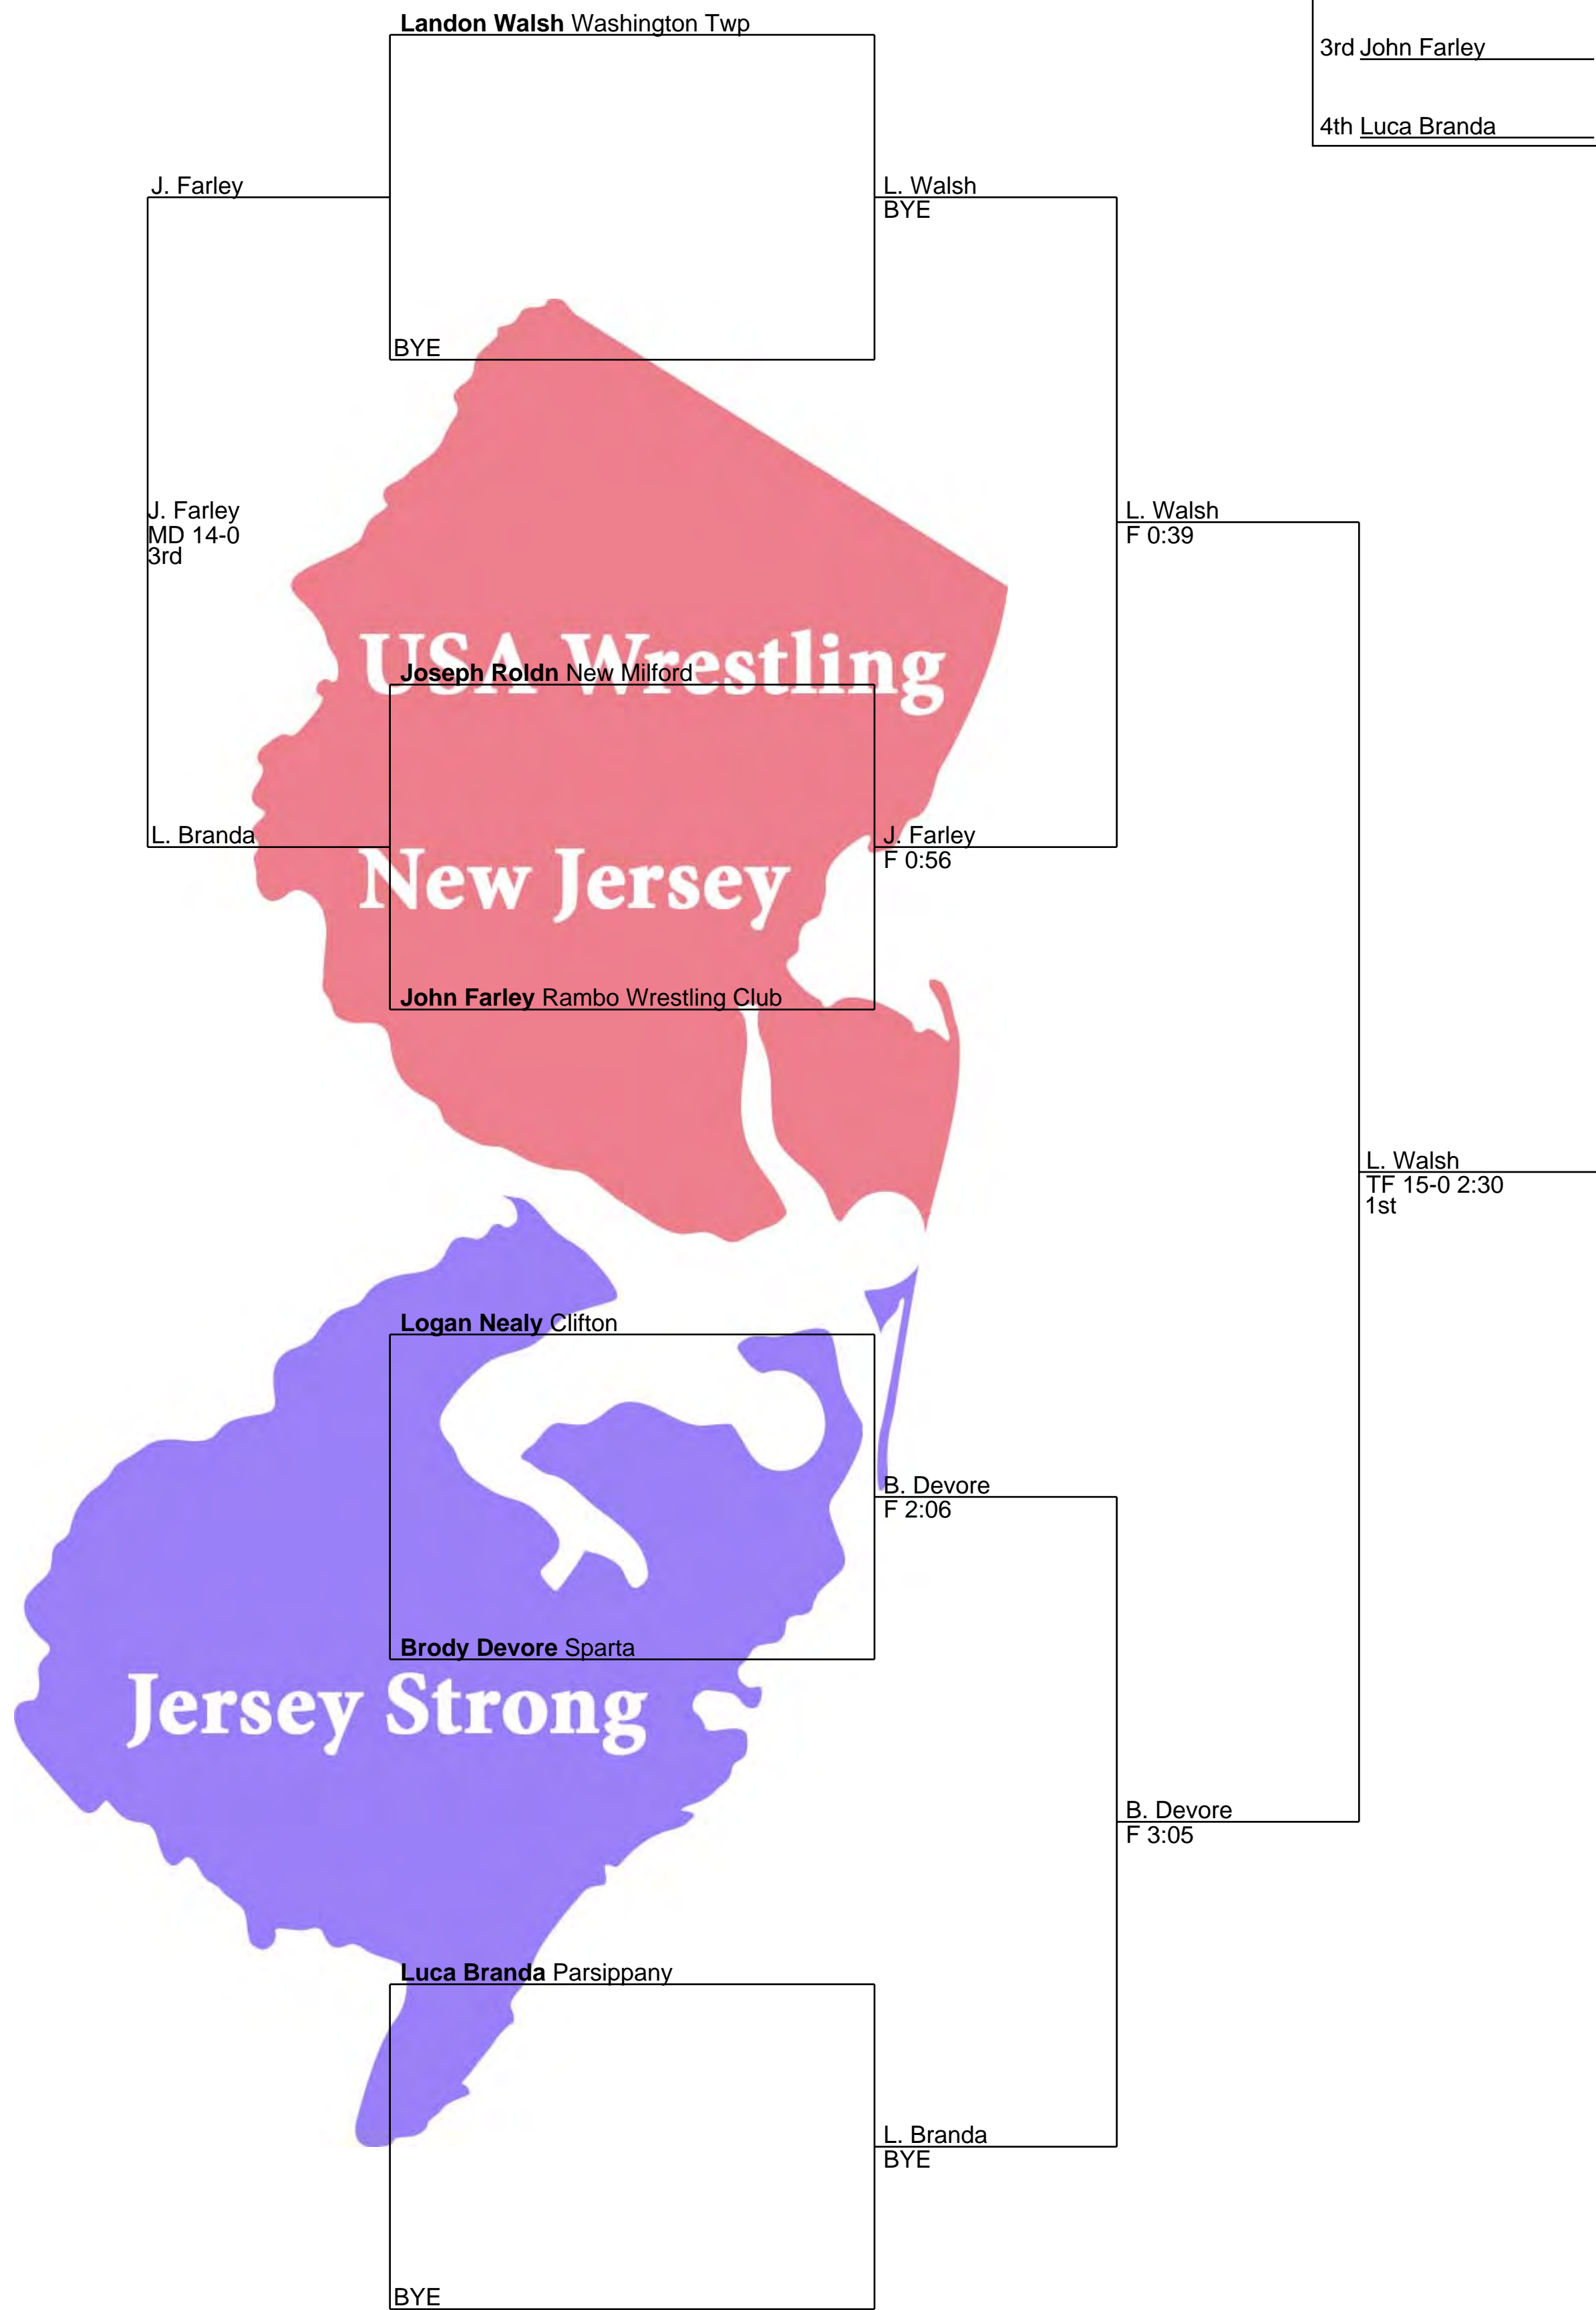 Landon Walsh Washington Twp
3rd John Farley
4th Luca Branda
J. Farley
L. Walsh
BYE
BYE
J. Farley
MD 14-0
3rd
L. Walsh
F 0:39
USA Wrestling
Joseph Roldn New Milford
L. Branda
J. Farley
F 0:56
New Jersey
John Farley Rambo Wrestling Club
L. Walsh
TF 15-0 2:30
1st
Logan Nealy Clifton
B. Devore
F 2:06
Brody Devore Sparta
Jersey Strong
B. Devore
F 3:05
Luca Branda Parsippany
L. Branda
BYE
BYE